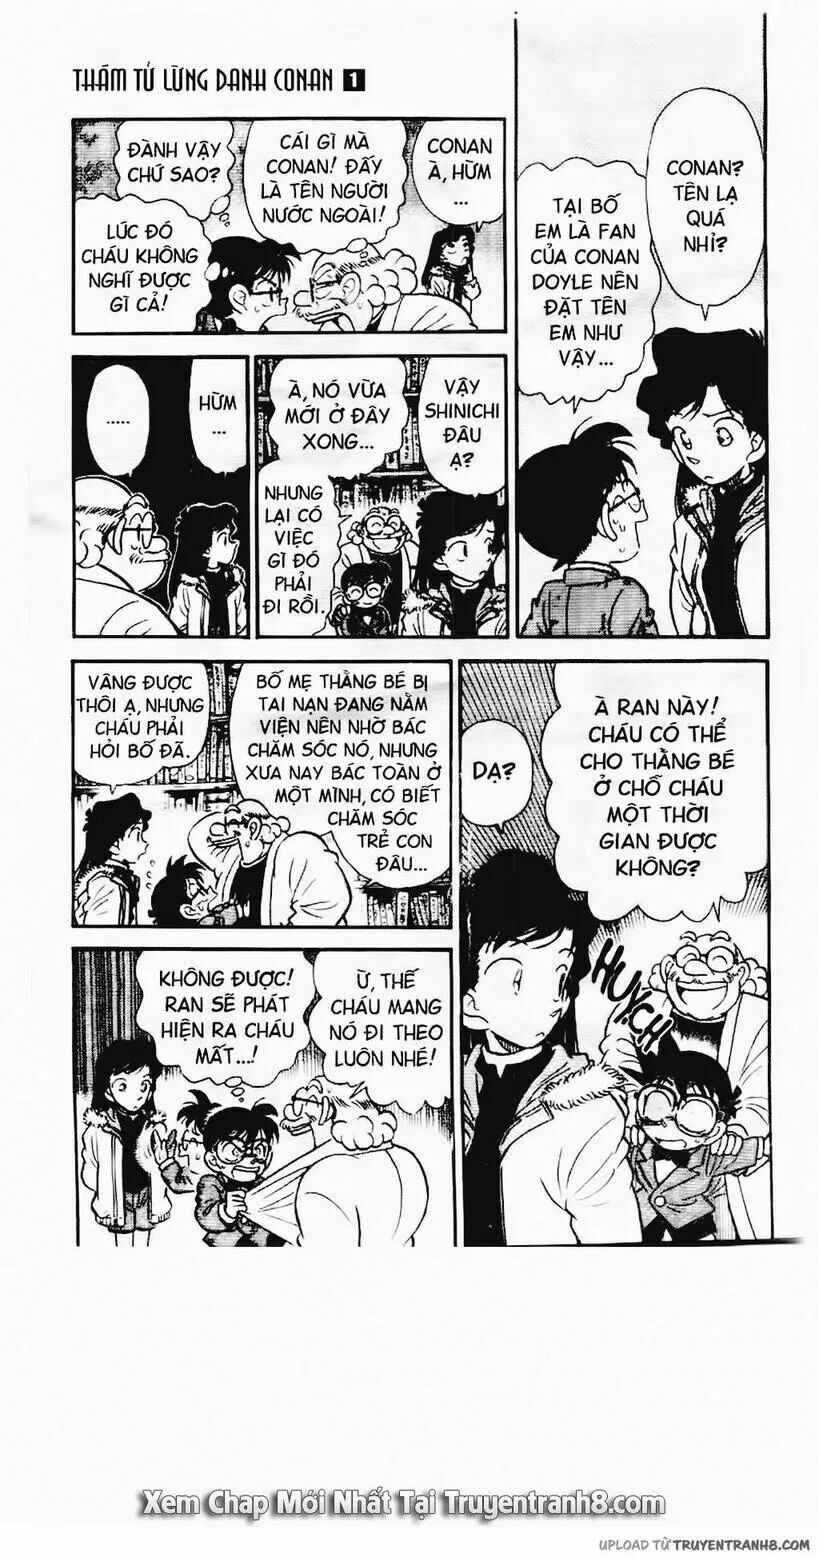 THÁM TỬ LỪNG DANH CONAN 1
CONAN?
TÊN LẠ
QUÁ
NHỈ?
TẠI BỐ
EM LÀ FAN
CỦA CONAN
DOYLE NÊN
ĐẶT TÊN
EM NHƯ
VẬY...
CONAN
À, HỪM
...
CÁI GÌ MÀ
CONAN! ĐẤY
LÀ TÊN NGƯỜI
NƯỚC NGOÀI!
ĐÀNH VẬY
CHỨ SAO?
LÚC ĐÓ
CHÁU KHÔNG
NGHĨ ĐƯỢC
GÌ CẢ!
VẬY
SHINICHI
ĐÂU
Ạ?
À, NÓ VỪA
MỚI Ở ĐÂY
XONG...
NHƯNG
LẠI CÓ
VIỆC
GÌ ĐÓ
PHẢI
ĐI RỒI.
HỪM
...
.....
À RAN NÀY!
CHÁU CÓ THỂ
CHO THẰNG BÉ
Ở CHỖ CHÁU
MỘT THỜI
GIAN ĐƯỢC
KHÔNG?
DẠ?
HUỊCH
BỐ MẸ THẰNG BÉ BỊ
TAI NẠN ĐANG NẰM
VIỆN NÊN NHỜ BÁC
CHĂM SÓC NÓ, NHƯNG
XƯA NAY BÁC TOÀN Ở
MỘT MÌNH, CÓ BIẾT
CHĂM SÓC
TRẺ CON
ĐÂU...
VÂNG ĐƯỢC
THÔI Ạ, NHƯNG
CHÁU PHẢI
HỎI BỐ ĐÃ.
Ừ, THẾ
CHÁU MANG
NÓ ĐI THEO
LUÔN NHÉ!
KHÔNG ĐƯỢC!
RAN SẼ PHÁT
HIỆN RA CHÁU
MẤT...!
Xem Chap Mới Nhất Tại Truyentranh8.com
UPLOAD TỪ TRUYENTRANH8.COM